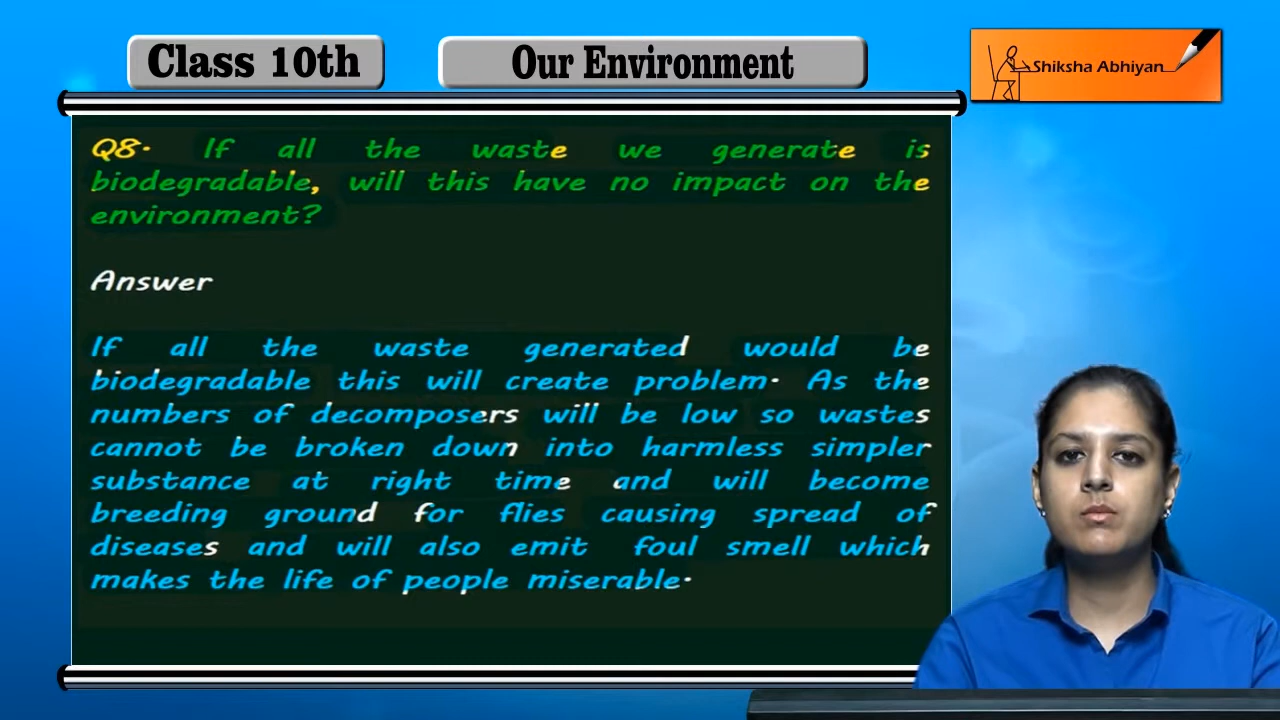 Class 10th
Our Environment
Shiksha Abhiyan
Q8. If all the waste we generate is
biodegradable, will this have no impact on the
environment?
Answer
If all the waste generated would be
biodegradable this will create problem. As the
numbers of decomposers will be low so wastes
cannot be broken down into harmless simpler
substance at right time and will become
breeding ground for flies causing spread of
diseases and will also emit foul smell which
makes the life of people miserable.